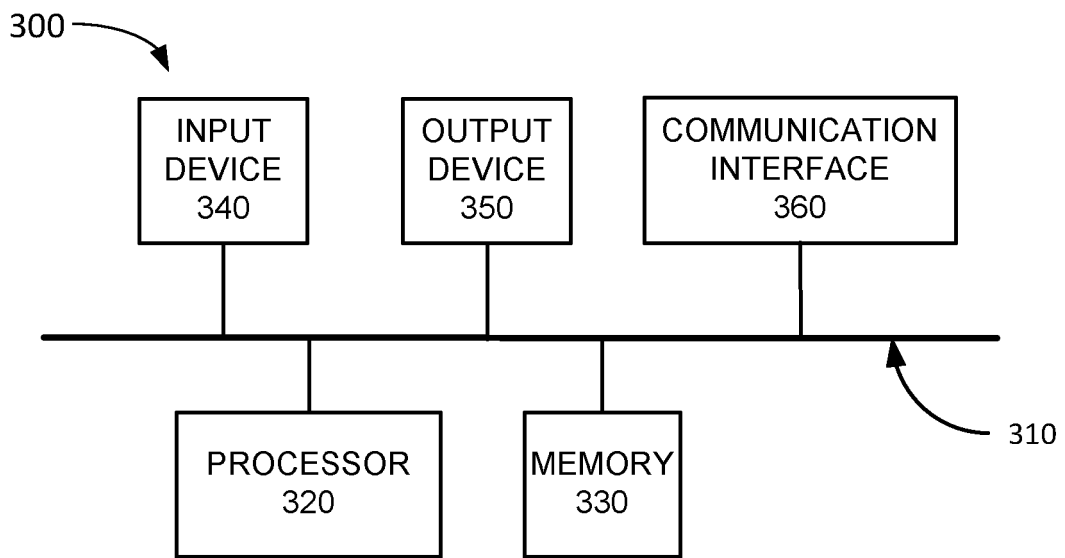 300
INPUT
DEVICE
340
OUTPUT
DEVICE
350
COMMUNICATION
INTERFACE
360
310
PROCESSOR
320
MEMORY
330